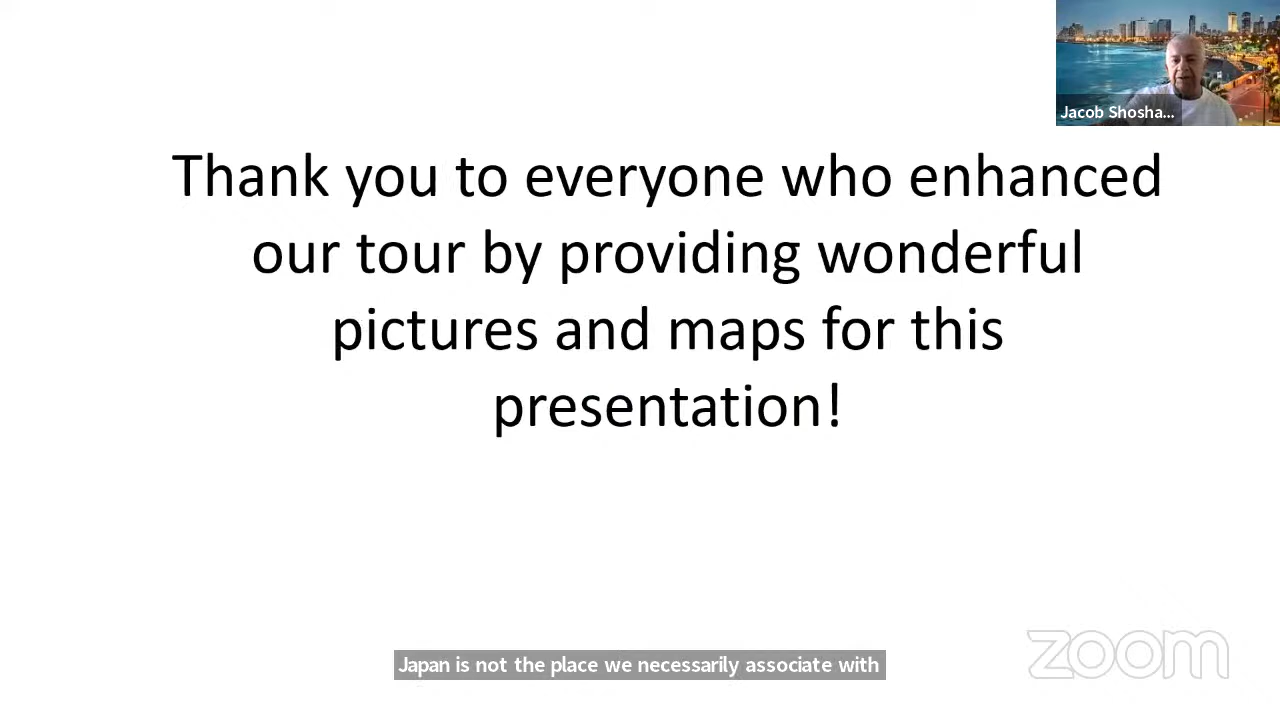 Jacob Shosha...
Thank you to everyone who enhanced
our tour by providing wonderful
pictures and maps for this
presentation!
Japan is not the place we necessarily associate with
zoom